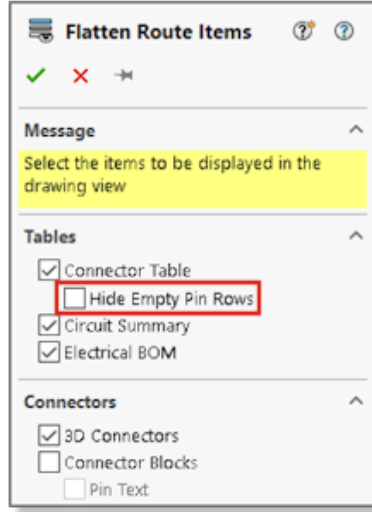 Flatten Route Items
Message
Select the items to be displayed in the
drawing view
Tables
Connector Table
Hide Empty Pin Rows
Circuit Summary
Electrical BOM
Connectors
3D Connectors
Connector Blocks
Pin Text